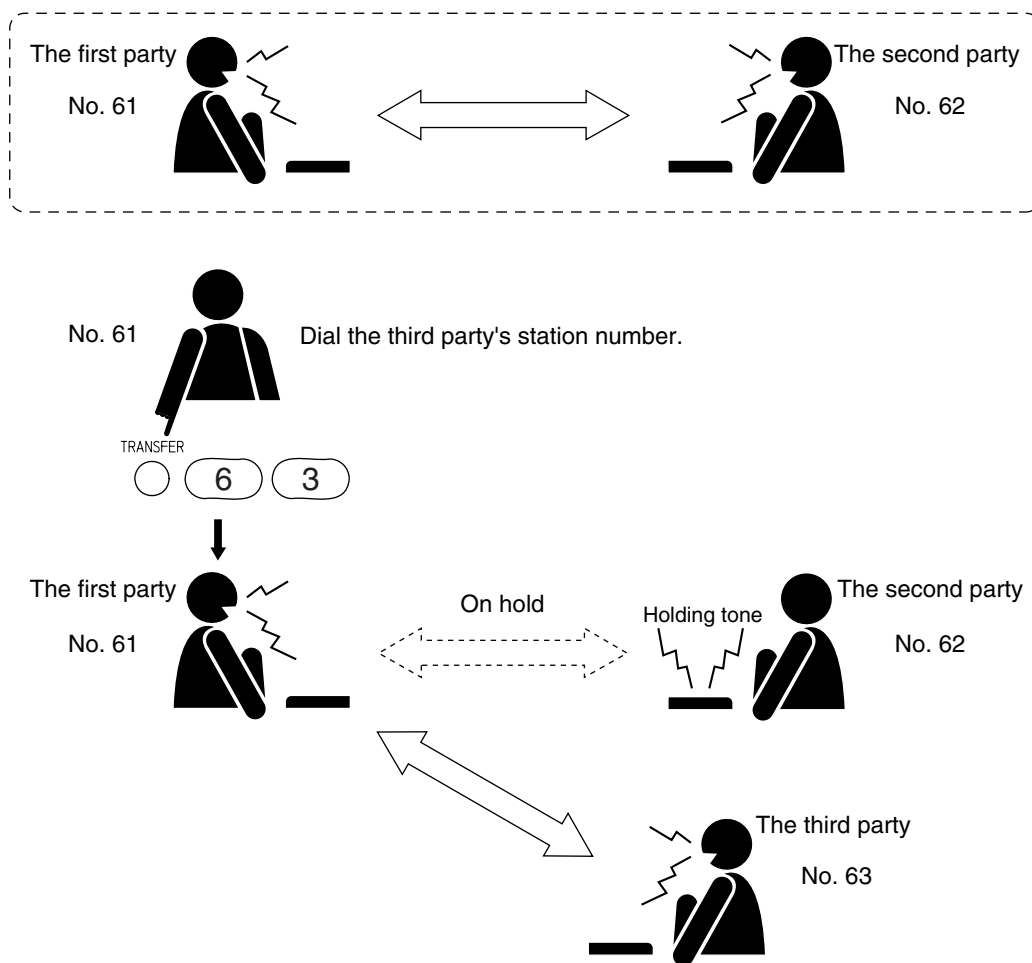 The first party
No. 61
The second party
No. 62
No. 61
Dial the third party's station number.
TRANSFER
6 3
The first party
No. 61
On hold
Holding tone
The second party
No. 62
The third party
No. 63